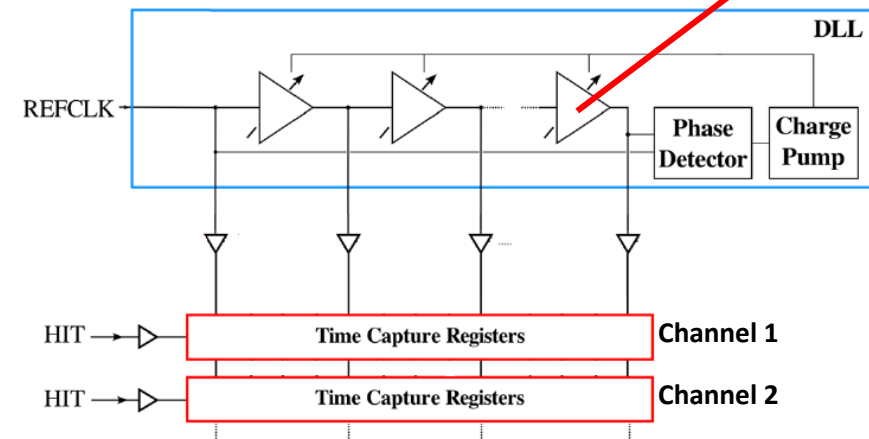 DLL
REFCLK
Phase
Detector
Charge
Pump
HIT
Time Capture Registers
Channel 1
HIT
Time Capture Registers
Channel 2